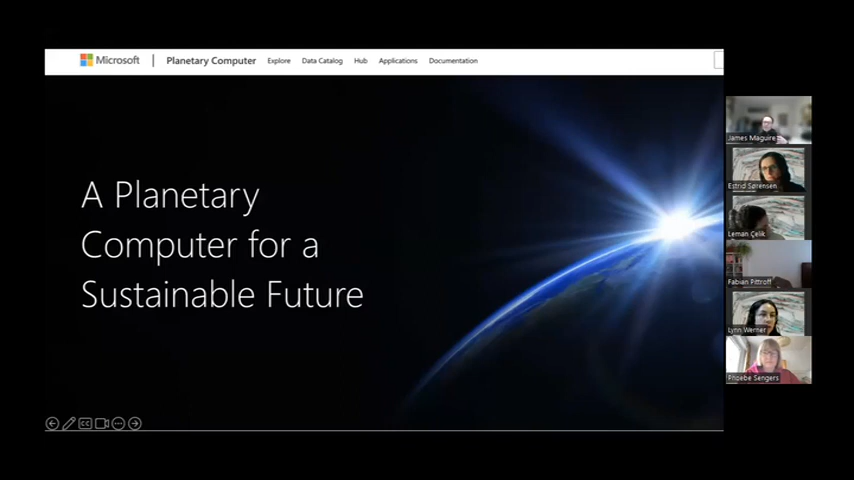 Microsoft | Planetary Computer Explore Data Catalog Hub Applications Documentation
A Planetary
Computer for a
Sustainable Future
James Maguire
Estrid Sørensen
Leman Çelik
Fabian Pittroff
Lynn Werner
Phoebe Sengers